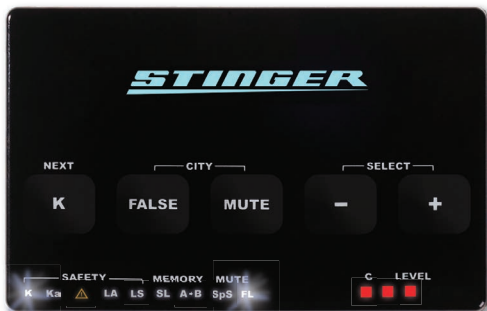 STINGER
NEXT CITY SELECT
K FALSE MUTE - +
SAFETY MEMORY MUTE C LEVEL
K Ka LA LS SL A-B SpS FL